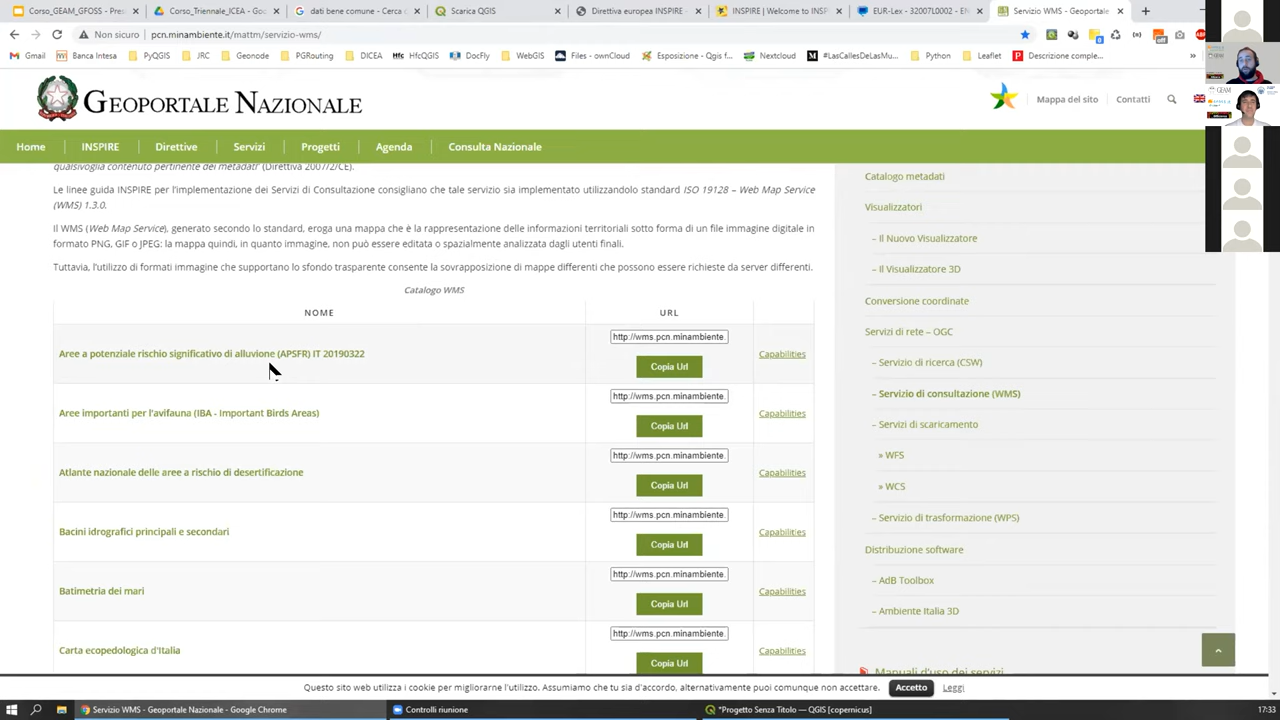 Corso_GEAM_GFOSS - Pres
Corso_Triennale_ICEA - Go
dati bene comune - Cerca c
Scarica QGIS
Direttiva europea INSPIRE -
INSPIRE | Welcome to INSP
EUR-Lex - 32007L0002 - EN
Servizio WMS - Geoportale
Non sicuro | pcn.minambiente.it/mattm/servizio-wms/
Gmail
Banca Intesa
PyQGIS
JRC
Geonode
PGRouting
DICEA
HfcQGIS
DocFly
WebGIS
Files - ownCloud
Esposizione - Qgis f...
Nextcloud
#LasCallesDeLasMu...
Python
Leaflet
Descrizione comple...
GEOPORTALE NAZIONALE
Mappa del sito
Contatti
Home
INSPIRE
Direttive
Servizi
Progetti
Agenda
Consulta Nazionale
qualsivoglia contenuto pertinente dei metadati" (Direttiva 2007/2/CE).
Le linee guida INSPIRE per l'implementazione dei Servizi di Consultazione consigliano che tale servizio sia implementato utilizzandolo standard ISO 19128 – Web Map Service
(WMS) 1.3.0.
Il WMS (Web Map Service), generato secondo lo standard, eroga una mappa che è la rappresentazione delle informazioni territoriali sotto forma di un file immagine digitale in
formato PNG, GIF o JPEG: la mappa quindi, in quanto immagine, non può essere editata o spazialmente analizzata dagli utenti finali.
Tuttavia, l'utilizzo di formati immagine che supportano lo sfondo trasparente consente la sovrapposizione di mappe differenti che possono essere richieste da server differenti.
Catalogo WMS
NOME
URL
Aree a potenziale rischio significativo di alluvione (APSFR) IT 20190322
http://wms.pcn.minambiente.
Copia Url
Capabilities
Aree importanti per l'avifauna (IBA - Important Birds Areas)
http://wms.pcn.minambiente.
Copia Url
Capabilities
Atlante nazionale delle aree a rischio di desertificazione
http://wms.pcn.minambiente.
Copia Url
Capabilities
Bacini idrografici principali e secondari
http://wms.pcn.minambiente.
Copia Url
Capabilities
Batimetria dei mari
http://wms.pcn.minambiente.
Copia Url
Capabilities
Carta ecopedologica d'Italia
http://wms.pcn.minambiente.
Copia Url
Capabilities
Catalogo metadati
Visualizzatori
– Il Nuovo Visualizzatore
– Il Visualizzatore 3D
Conversione coordinate
Servizi di rete – OGC
– Servizio di ricerca (CSW)
– Servizio di consultazione (WMS)
– Servizi di scaricamento
» WFS
» WCS
– Servizio di trasformazione (WPS)
Distribuzione software
– AdB Toolbox
– Ambiente Italia 3D
Manuali d'uso dei servizi
Questo sito web utilizza i cookie per migliorarne l'utilizzo. Assumiamo che tu sia d'accordo, alternativamente puoi comunque non accettare.
Accetto
Leggi
Servizio WMS - Geoportale Nazionale - Google Chrome
Controlli riunione
*Progetto Senza Titolo — QGIS [copernicus]
17:33